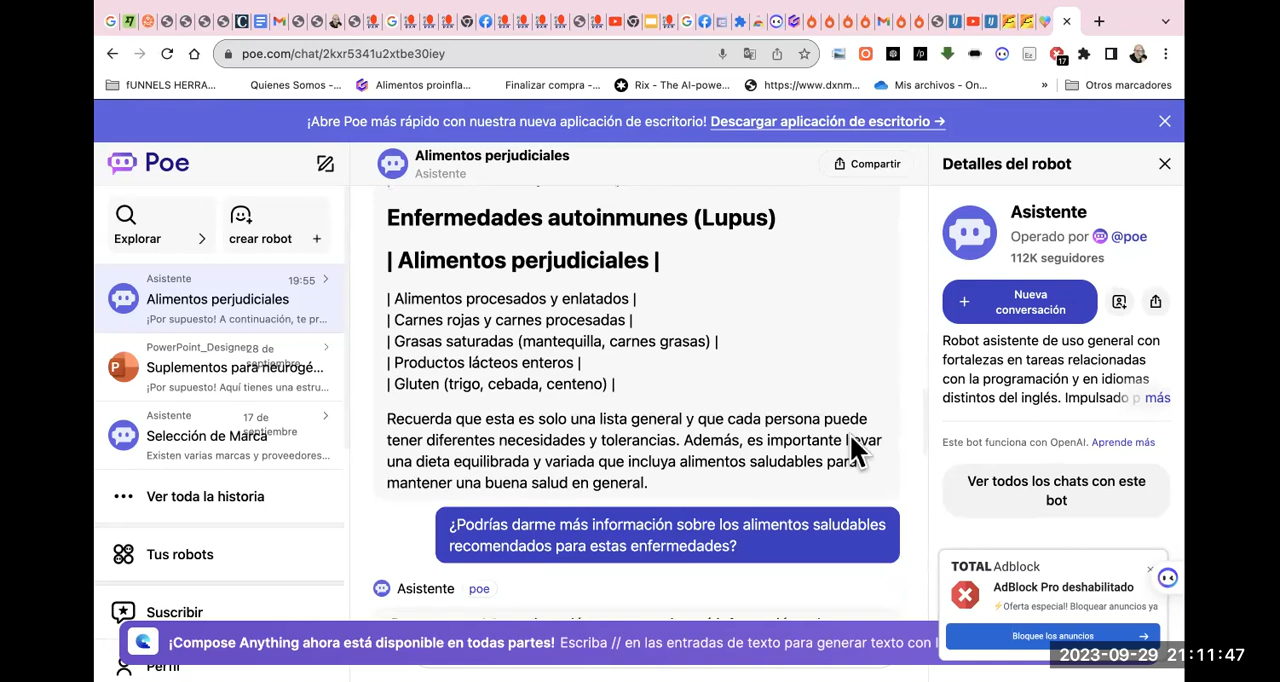 poe.com/chat/2kxr5341u2xtbe30iey
fUNNELS HERRA...
Quienes Somos -...
Alimentos proinfla...
Finalizar compra -...
Rix - The AI-powe...
https://www.dxnm...
Mis archivos - On...
»
Otros marcadores
¡Abre Poe más rápido con nuestra nueva aplicación de escritorio! Descargar aplicación de escritorio →
Poe
Explorar
crear robot +
Asistente 19:55
Alimentos perjudiciales
¡Por supuesto! A continuación, te pr...
PowerPoint_Designer 28 de septiembre
Suplementos para neurogé...
¡Por supuesto! Aquí tienes una estru...
Asistente 17 de septiembre
Selección de Marca
Existen varias marcas y proveedores...
Ver toda la historia
Tus robots
Suscribir
Perfil
Alimentos perjudiciales
Asistente
Compartir
Enfermedades autoinmunes (Lupus)
| Alimentos perjudiciales |
| Alimentos procesados y enlatados |
| Carnes rojas y carnes procesadas |
| Grasas saturadas (mantequilla, carnes grasas) |
| Productos lácteos enteros |
| Gluten (trigo, cebada, centeno) |
Recuerda que esta es solo una lista general y que cada persona puede
tener diferentes necesidades y tolerancias. Además, es importante llevar
una dieta equilibrada y variada que incluya alimentos saludables para
mantener una buena salud en general.
¿Podrías darme más información sobre los alimentos saludables
recomendados para estas enfermedades?
Asistente poe
¡Compose Anything ahora está disponible en todas partes! Escriba // en las entradas de texto para generar texto con
Detalles del robot
Asistente
Operado por @poe
112K seguidores
+ Nueva
conversación
Robot asistente de uso general con
fortalezas en tareas relacionadas
con la programación y en idiomas
distintos del inglés. Impulsado p más
Este bot funciona con OpenAI. Aprende más
Ver todos los chats con este
bot
TOTAL Adblock
AdBlock Pro deshabilitado
⚡Oferta especial! Bloquear anuncios ya
Bloquee los anuncios →
17
2023-09-29 21:11:47